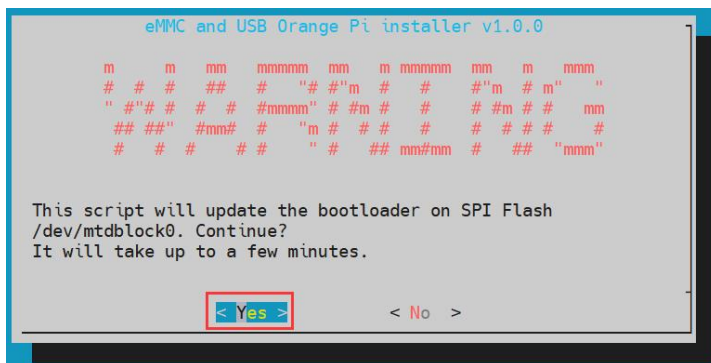 eMMC and USB Orange Pi installer v1.0.0
WARNING
This script will update the bootloader on SPI Flash
/dev/mtdblock0. Continue?
It will take up to a few minutes.
< Yes > < No >